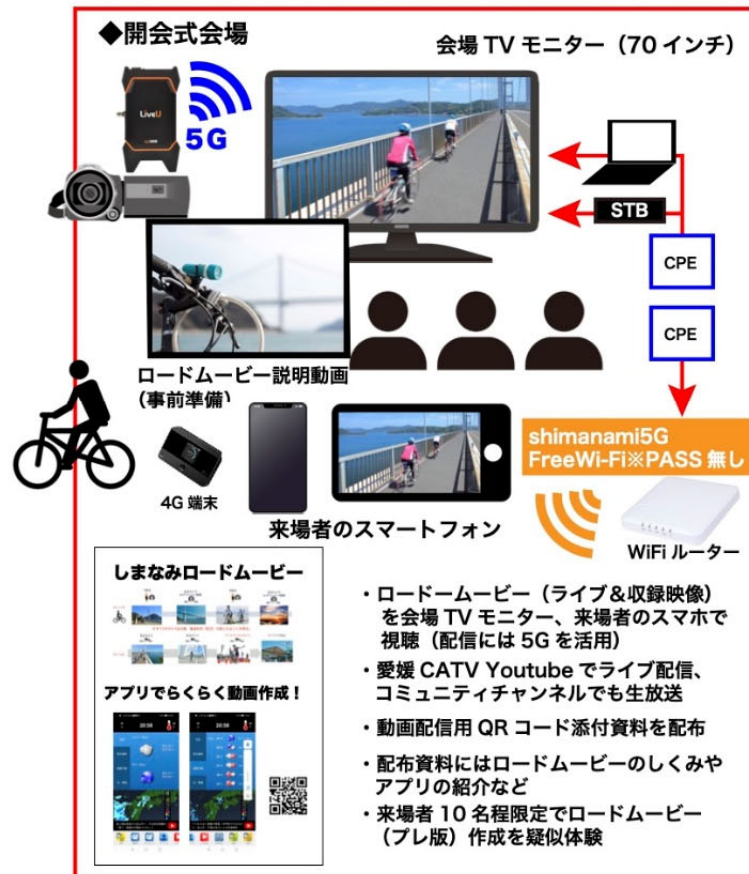 ◆開会式会場
会場 TV モニター（70 インチ）
LiveU
5G
STB
CPE
CPE
ロードムービー説明動画
(事前準備)
shimanami5G
FreeWi-Fi※PASS 無し
4G 端末
来場者のスマートフォン
WiFi ルーター
しまなみロードムービー
アプリでらくらく動画作成！
20:50
20:50
・ロードームービー（ライブ＆収録映像）
を会場 TV モニター、来場者のスマホで
視聴（配信には 5G を活用）
・愛媛 CATV Youtube でライブ配信、
コミュニティチャンネルでも生放送
・動画配信用 QR コード添付資料を配布
・配布資料にはロードムービーのしくみや
アプリの紹介など
・来場者 10 名程限定でロードムービー
（プレ版）作成を疑似体験